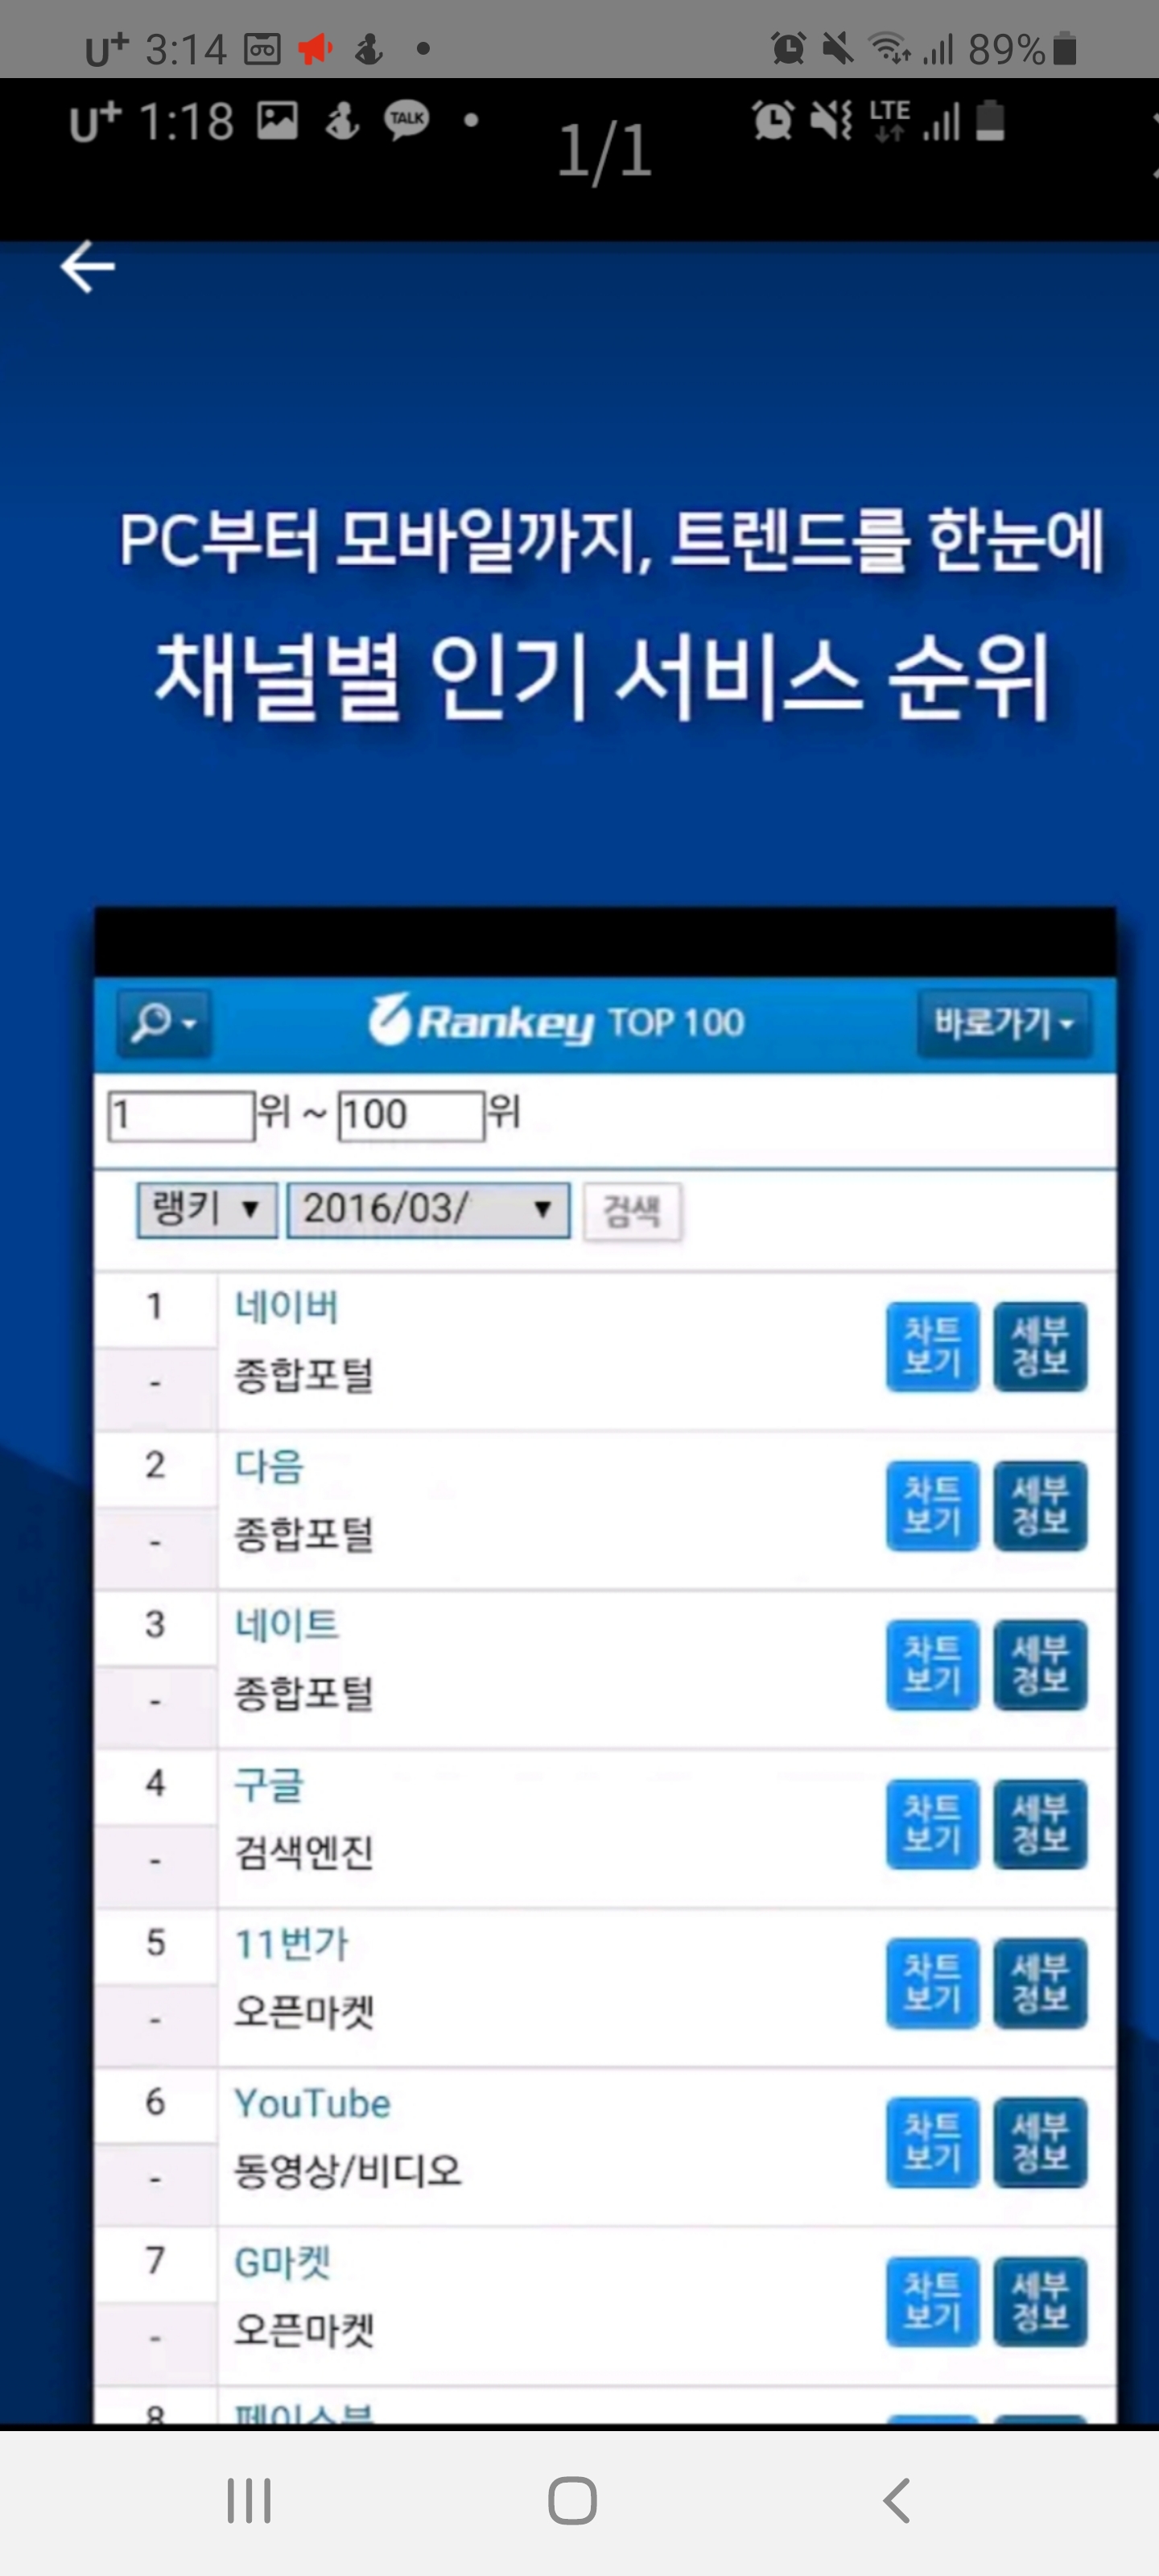 U+ 3:14 89%
U+ 1:18 TALK LTE
1/1
PC부터 모바일까지, 트렌드를 한눈에
채널별 인기 서비스 순위
Rankey TOP 100 바로가기
1 위 ~ 100 위
랭키 2016/03/ 검색
1 네이버 차트보기 세부정보
- 종합포털
2 다음 차트보기 세부정보
- 종합포털
3 네이트 차트보기 세부정보
- 종합포털
4 구글 차트보기 세부정보
- 검색엔진
5 11번가 차트보기 세부정보
- 오픈마켓
6 YouTube 차트보기 세부정보
- 동영상/비디오
7 G마켓 차트보기 세부정보
- 오픈마켓
8 페이스북